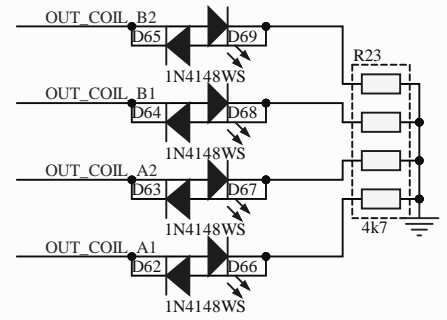 OUT_COIL_B2
D65 D69
1N4148WS
R23
OUT_COIL_B1
D64 D68
1N4148WS
OUT_COIL_A2
D63 D67
1N4148WS
4k7
OUT_COIL_A1
D62 D66
1N4148WS